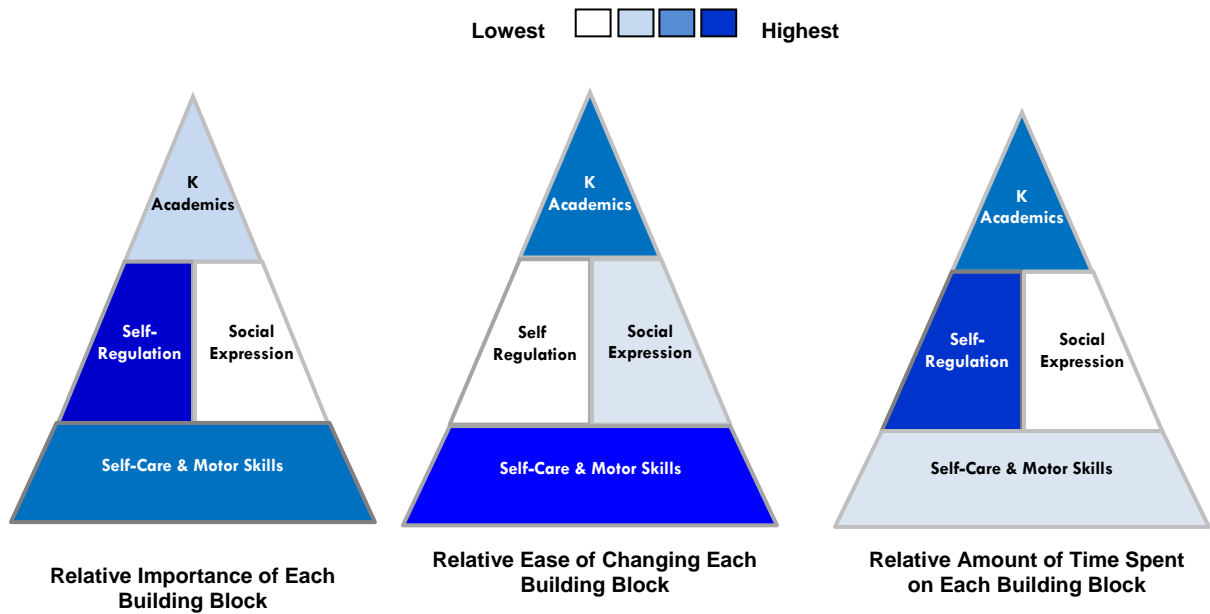 Lowest Highest
K
Academics
Self-
Regulation
Social
Expression
Self-Care & Motor Skills
Relative Importance of Each
Building Block
K
Academics
Self
Regulation
Social
Expression
Self-Care & Motor Skills
Relative Ease of Changing Each
Building Block
K
Academics
Self-
Regulation
Social
Expression
Self-Care & Motor Skills
Relative Amount of Time Spent
on Each Building Block